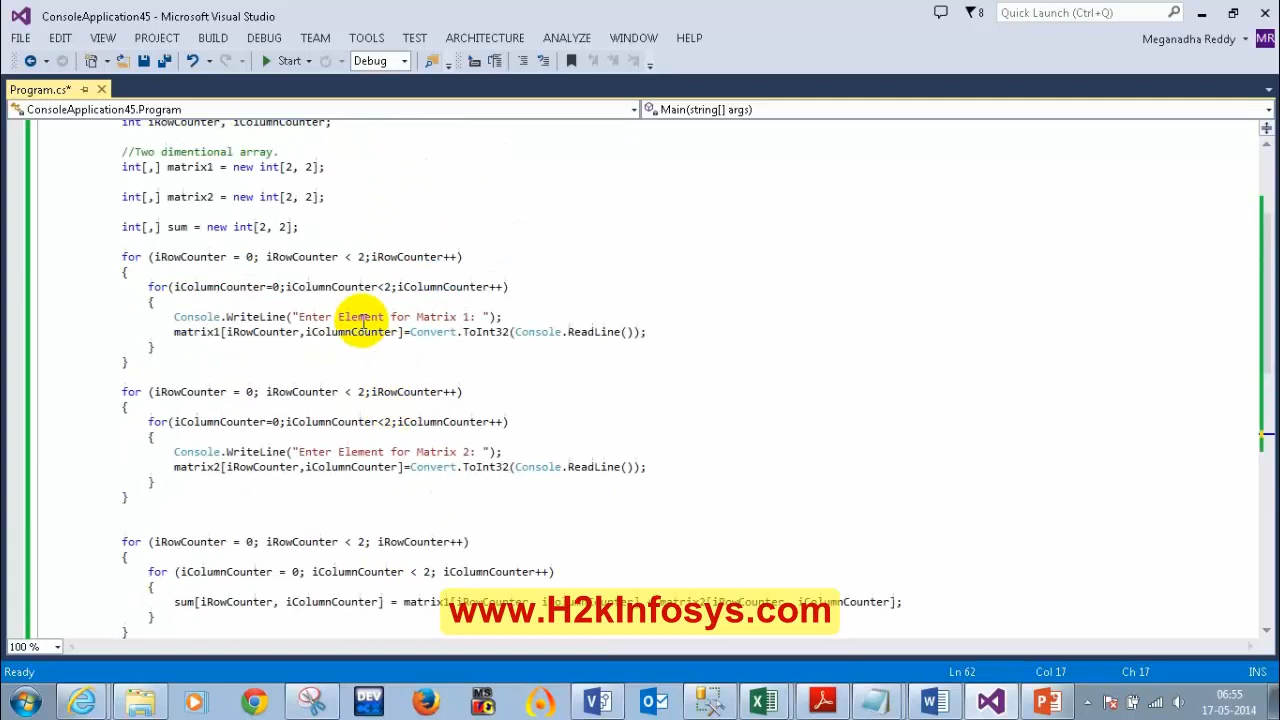 ConsoleApplication45 - Microsoft Visual Studio
8
Quick Launch (Ctrl+Q)
FILE EDIT VIEW PROJECT BUILD DEBUG TEAM TOOLS TEST ARCHITECTURE ANALYZE WINDOW HELP
Meganadha Reddy MR
Start Debug
Program.cs*
ConsoleApplication45.Program Main(string[] args)
int iRowCounter, iColumnCounter;
//Two dimentional array.
int[,] matrix1 = new int[2, 2];
int[,] matrix2 = new int[2, 2];
int[,] sum = new int[2, 2];
for (iRowCounter = 0; iRowCounter < 2;iRowCounter++)
{
for(iColumnCounter=0;iColumnCounter<2;iColumnCounter++)
{
Console.WriteLine("Enter Element for Matrix 1: ");
matrix1[iRowCounter,iColumnCounter]=Convert.ToInt32(Console.ReadLine());
}
}
for (iRowCounter = 0; iRowCounter < 2;iRowCounter++)
{
for(iColumnCounter=0;iColumnCounter<2;iColumnCounter++)
{
Console.WriteLine("Enter Element for Matrix 2: ");
matrix2[iRowCounter,iColumnCounter]=Convert.ToInt32(Console.ReadLine());
}
}
for (iRowCounter = 0; iRowCounter < 2; iRowCounter++)
{
for (iColumnCounter = 0; iColumnCounter < 2; iColumnCounter++)
{
sum[iRowCounter, iColumnCounter] = matrix1[iRowCounter, iColumnCounter] + matrix2[iRowCounter, iColumnCounter];
www.H2kInfosys.com
}
}
100 %
Ready Ln 62 Col 17 Ch 17 INS
DEV
MS
06:55
17-05-2014